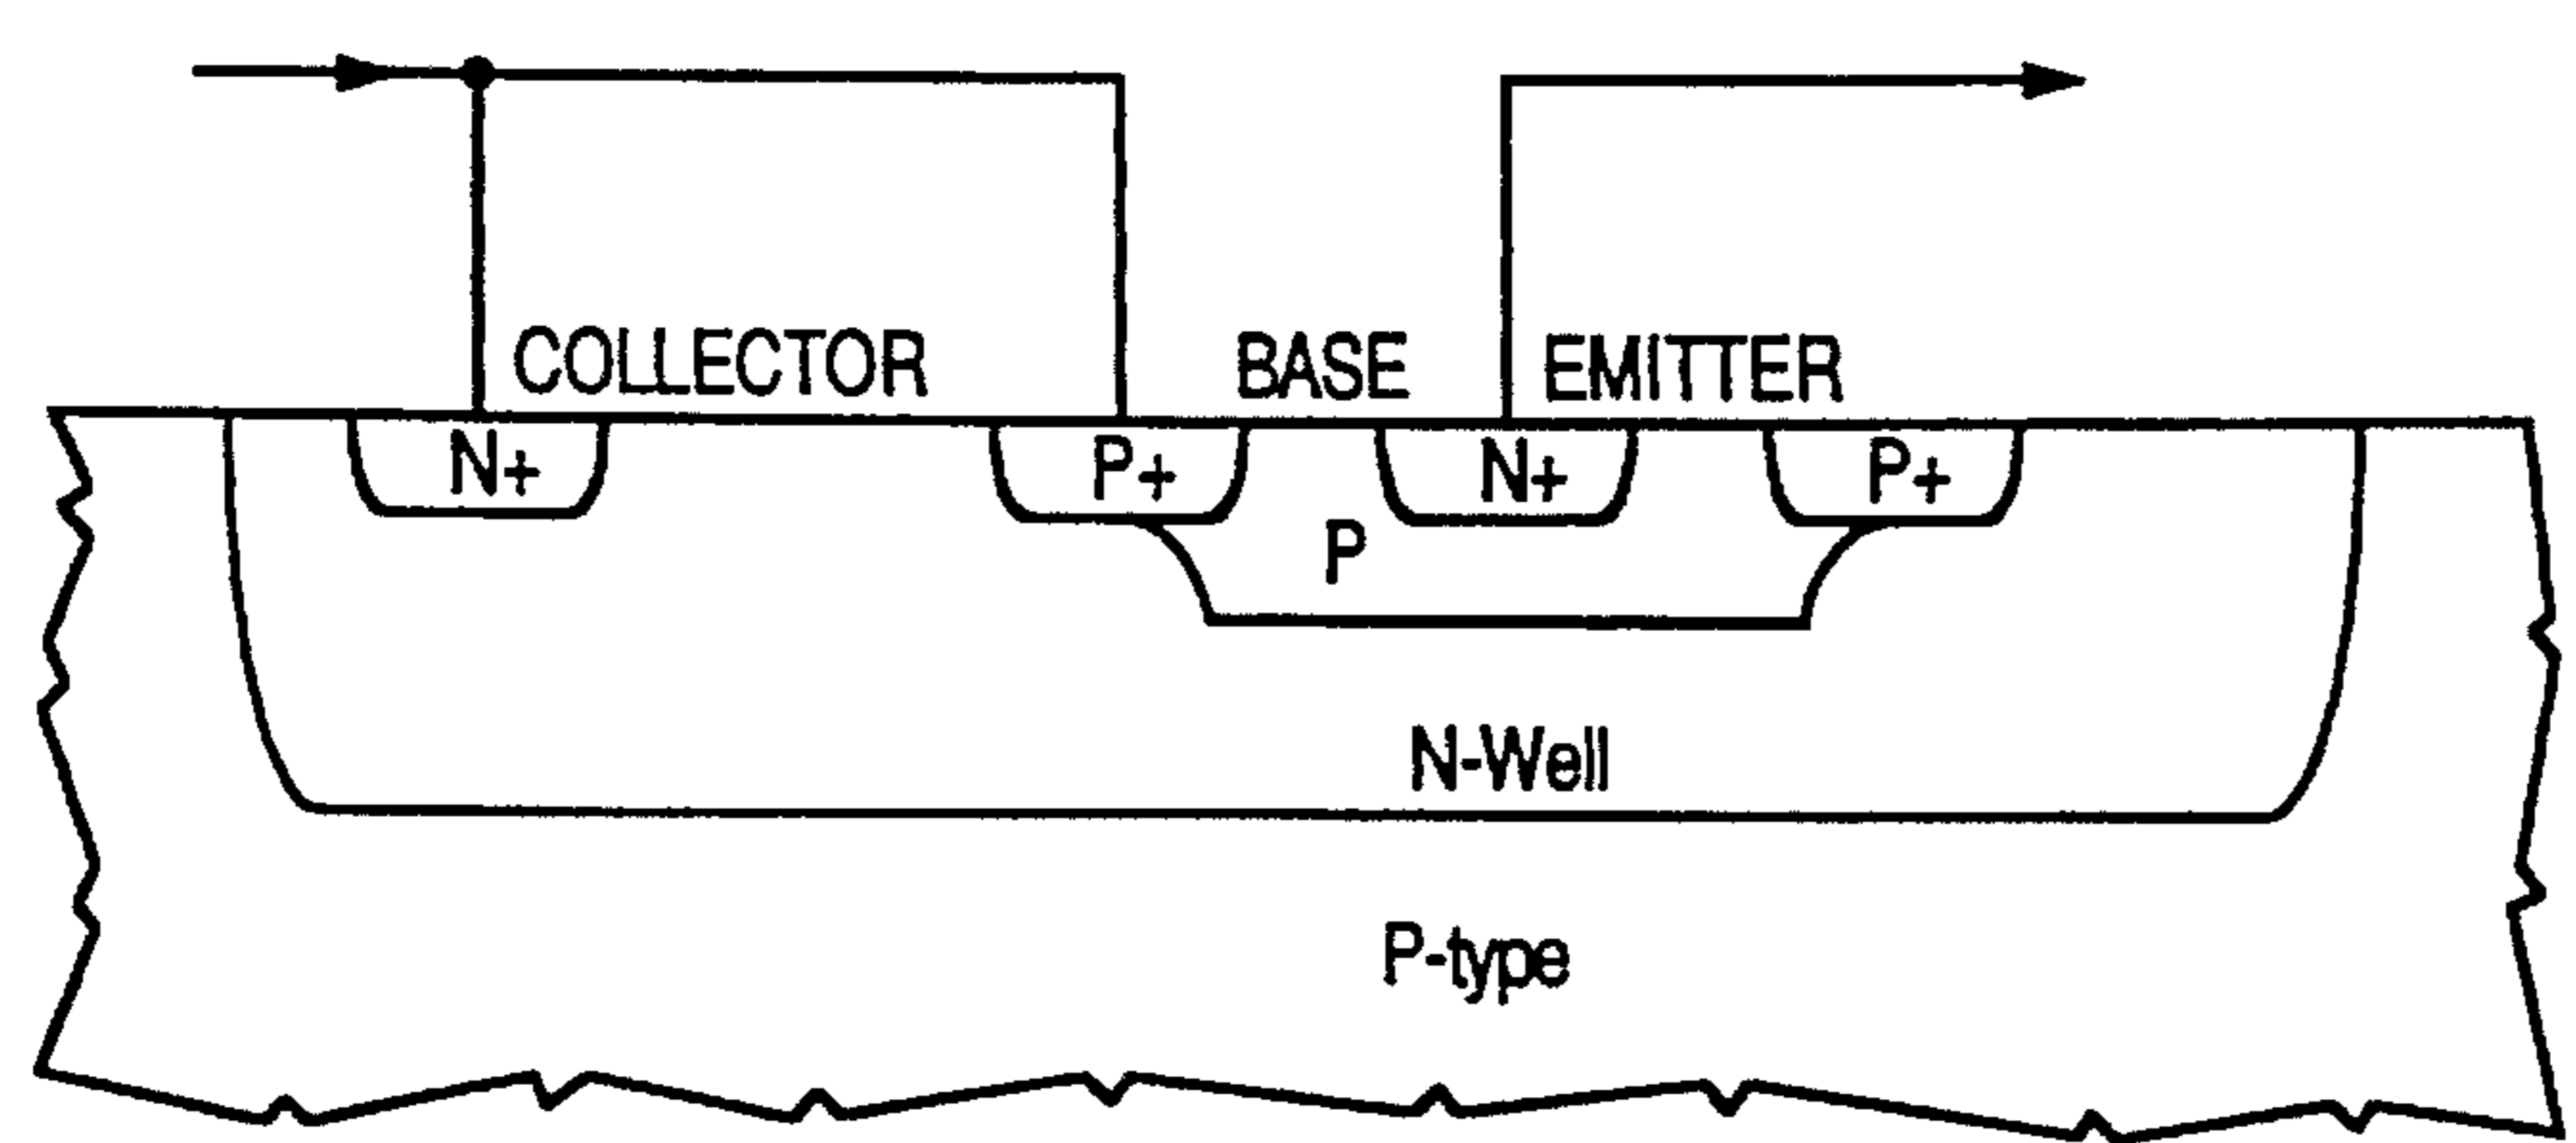 COLLECTOR BASE EMITTER
N+ P+ N+ P+
P
N-Well
P-type